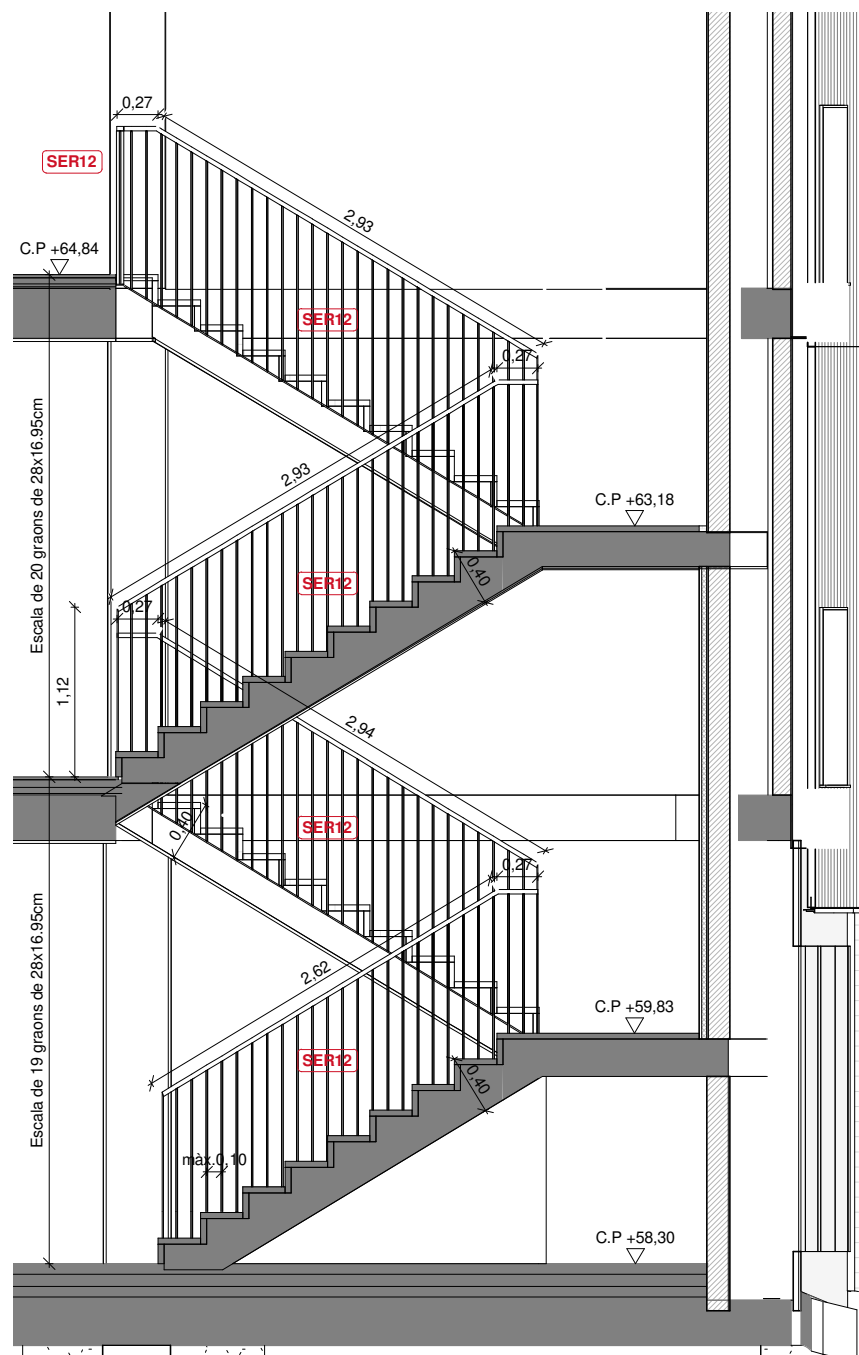 0,27
SER12
2,93
C.P +64,84
SER12
0,27
Escala de 20 graons de 28x16.95cm
2,93
C.P +63,18
0,40
SER12
0,27
1,12
2,94
0,40
SER12
0,27
Escala de 19 graons de 28x16.95cm
2,62
C.P +59,83
SER12
0,40
màx.0,10
C.P +58,30